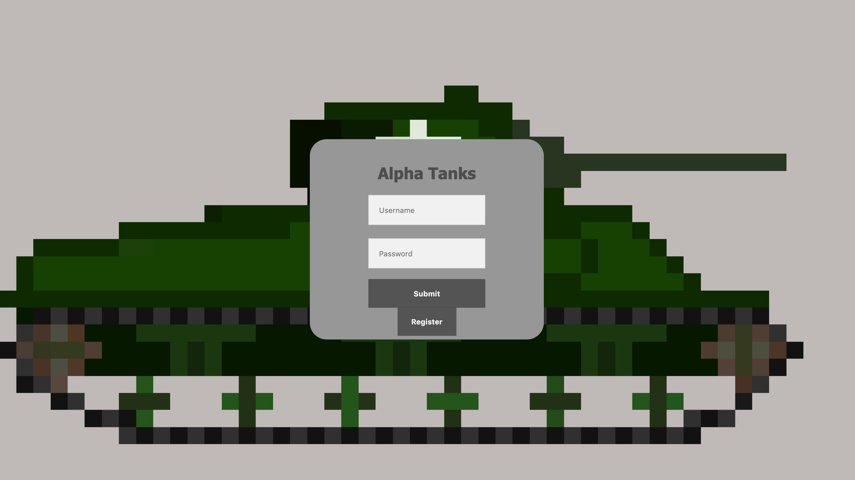 Alpha Tanks
Username
Password
Submit
Register